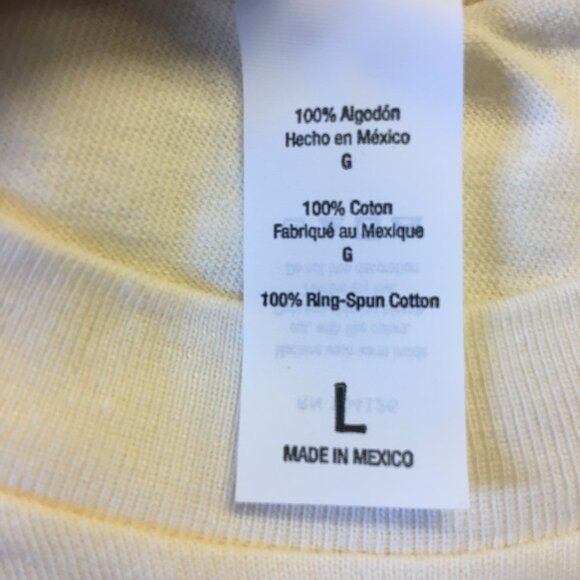 100% Algodón
Hecho en México
G
100% Coton
Fabriqué au Mexique
G
100% Ring-Spun Cotton
L
MADE IN MEXICO